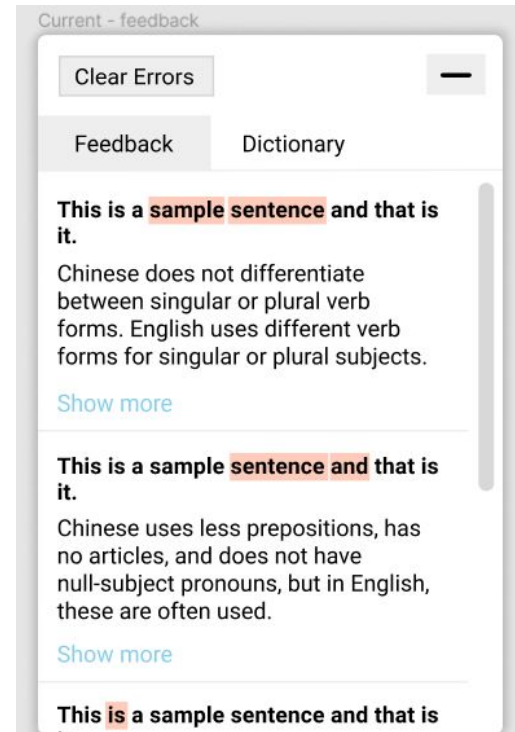 Current - feedback
Clear Errors
Feedback Dictionary
This is a sample sentence and that is
it.
Chinese does not differentiate
between singular or plural verb
forms. English uses different verb
forms for singular or plural subjects.
Show more
This is a sample sentence and that is
it.
Chinese uses less prepositions, has
no articles, and does not have
null-subject pronouns, but in English,
these are often used.
Show more
This is a sample sentence and that is